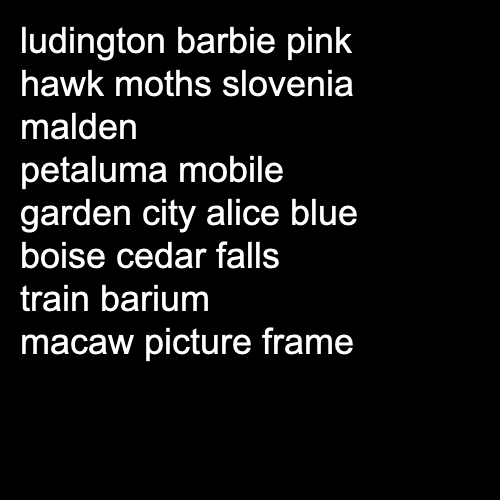 ludington barbie pink
hawk moths slovenia
malden
petaluma mobile
garden city alice blue
boise cedar falls
train barium
macaw picture frame